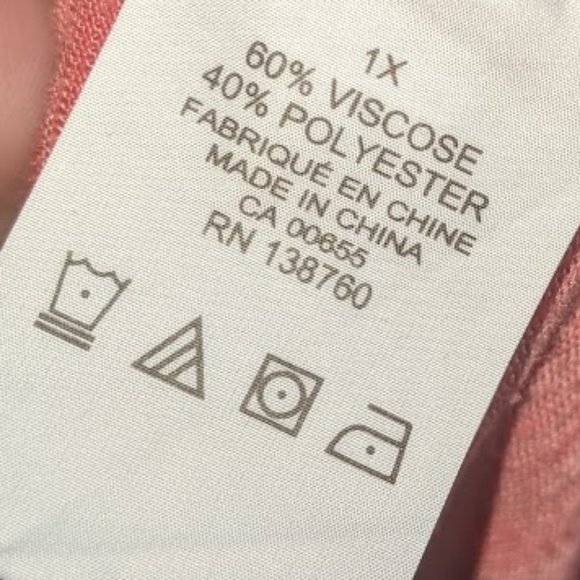 1X
60% VISCOSE
40% POLYESTER
FABRIQUÉ EN CHINE
MADE IN CHINA
CA 00655
RN 138760